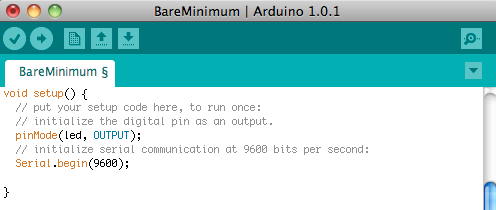 BareMinimum | Arduino 1.0.1
BareMinimum §
void setup() {
  // put your setup code here, to run once:
  // initialize the digital pin as an output.
  pinMode(led, OUTPUT);
  // initialize serial communication at 9600 bits per second:
  Serial.begin(9600);
}